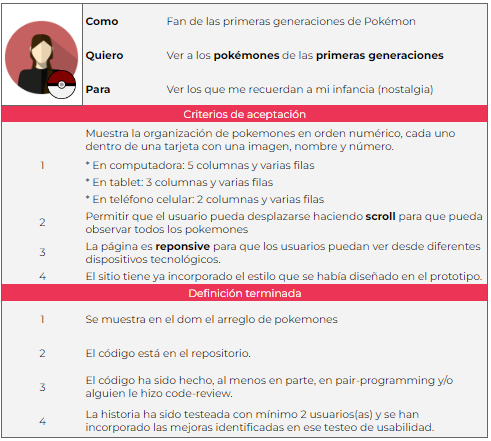 Como Fan de las primeras generaciones de Pokémon
Quiero Ver a los pokémones de las primeras generaciones
Para Ver los que me recuerdan a mi infancia (nostalgia)
Criterios de aceptación
1 Muestra la organización de pokemones en orden numérico, cada uno
dentro de una tarjeta con una imagen, nombre y número.
* En computadora: 5 columnas y varias filas
* En tablet: 3 columnas y varias filas
* En teléfono celular: 2 columnas y varias filas
2 Permitir que el usuario pueda desplazarse haciendo scroll para que pueda
observar todos los pokemones
3 La página es reponsive para que los usuarios puedan ver desde diferentes
dispositivos tecnológicos.
4 El sitio tiene ya incorporado el estilo que se había diseñado en el prototipo.
Definición terminada
1 Se muestra en el dom el arreglo de pokemones
2 El código está en el repositorio.
3 El código ha sido hecho, al menos en parte, en pair-programming y/o
alguien le hizo code-review.
4 La historia ha sido testeada con mínimo 2 usuarios(as) y se han
incorporado las mejoras identificadas en ese testeo de usabilidad.